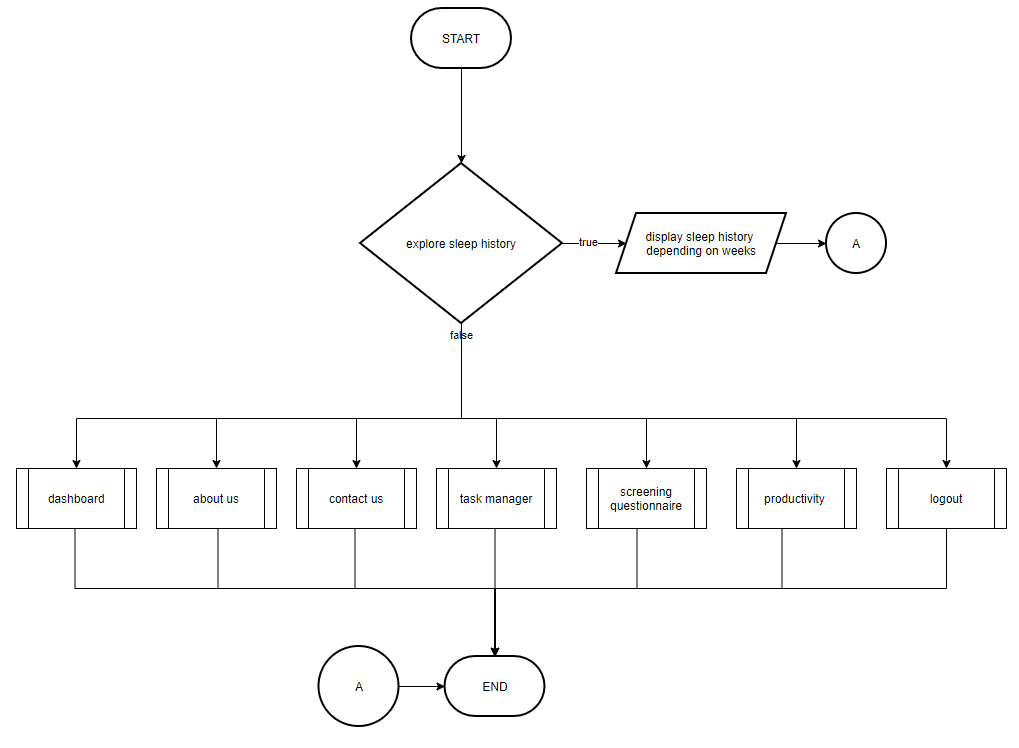 START
explore sleep history
true
display sleep history
depending on weeks
A
false
dashboard
about us
contact us
task manager
screening
questionnaire
productivity
logout
A
END